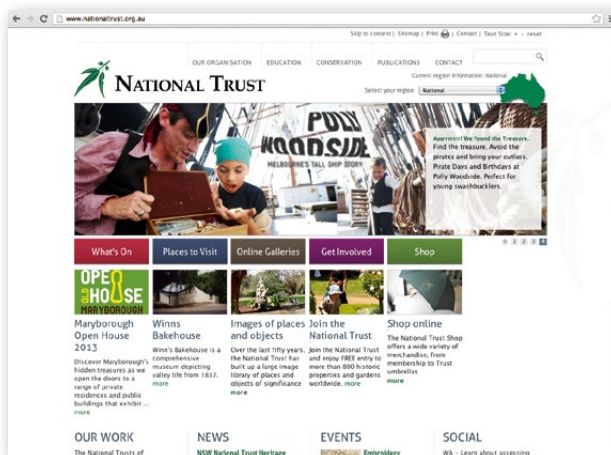 www.nationaltrust.org.au
Skip to content | Sitemap | Print | Contact | Text Size: + - reset
OUR ORGANISATION EDUCATION CONSERVATION PUBLICATIONS CONTACT
Current region information: National
Select your region National
NATIONAL TRUST
POLLY
WOODSIDE
MELBOURNE'S TALL SHIP STORY
Aaarrrrrr! We found the Treasure.
Find the treasure. Avoid the
pirates and bring your cutlass.
Pirate Days and Birthdays at
Polly Woodside. Perfect for
young swashbucklers.
1 2 3 4
What's On Places to Visit Online Galleries Get Involved Shop
OPEN
OLD
HOUSE
MARYBOROUGH
Maryborough
Open House
2013
Discover Maryborough's
hidden treasures as we
open the doors to a
range of private
residences and public
buildings that exhibit ...
more
Winns
Bakehouse
Winn's Bakehouse is a
comprehensive
museum depicting
valley life from 1837.
more
Images of places
and objects
Over the last fifty years,
the National Trust has
built up a large image
library of places and
objects of significance
more
Join the
National Trust
Join the National Trust
and enjoy FREE entry to
more than 800 historic
properties and gardens
worldwide. more
Shop online
The National Trust Shop
offers a wide variety of
merchandise, from
membership to Trust
umbrellas
more
OUR WORK
The National Trusts of
NEWS
NSW National Trust Heritage
EVENTS
Embroidery
SOCIAL
WA - Learn about assessing